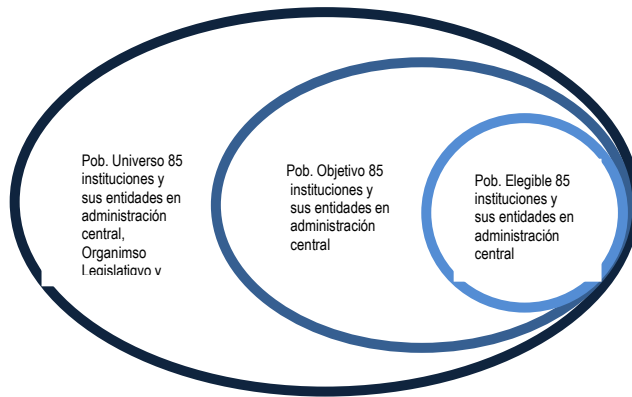 Pob. Universo 85
instituciones y
sus entidades en
administración
central,
Organimso
Legislatigvo y
Pob. Objetivo 85
instituciones y
sus entidades en
administración
central
Pob. Elegible 85
instituciones y
sus entidades en
administración
central